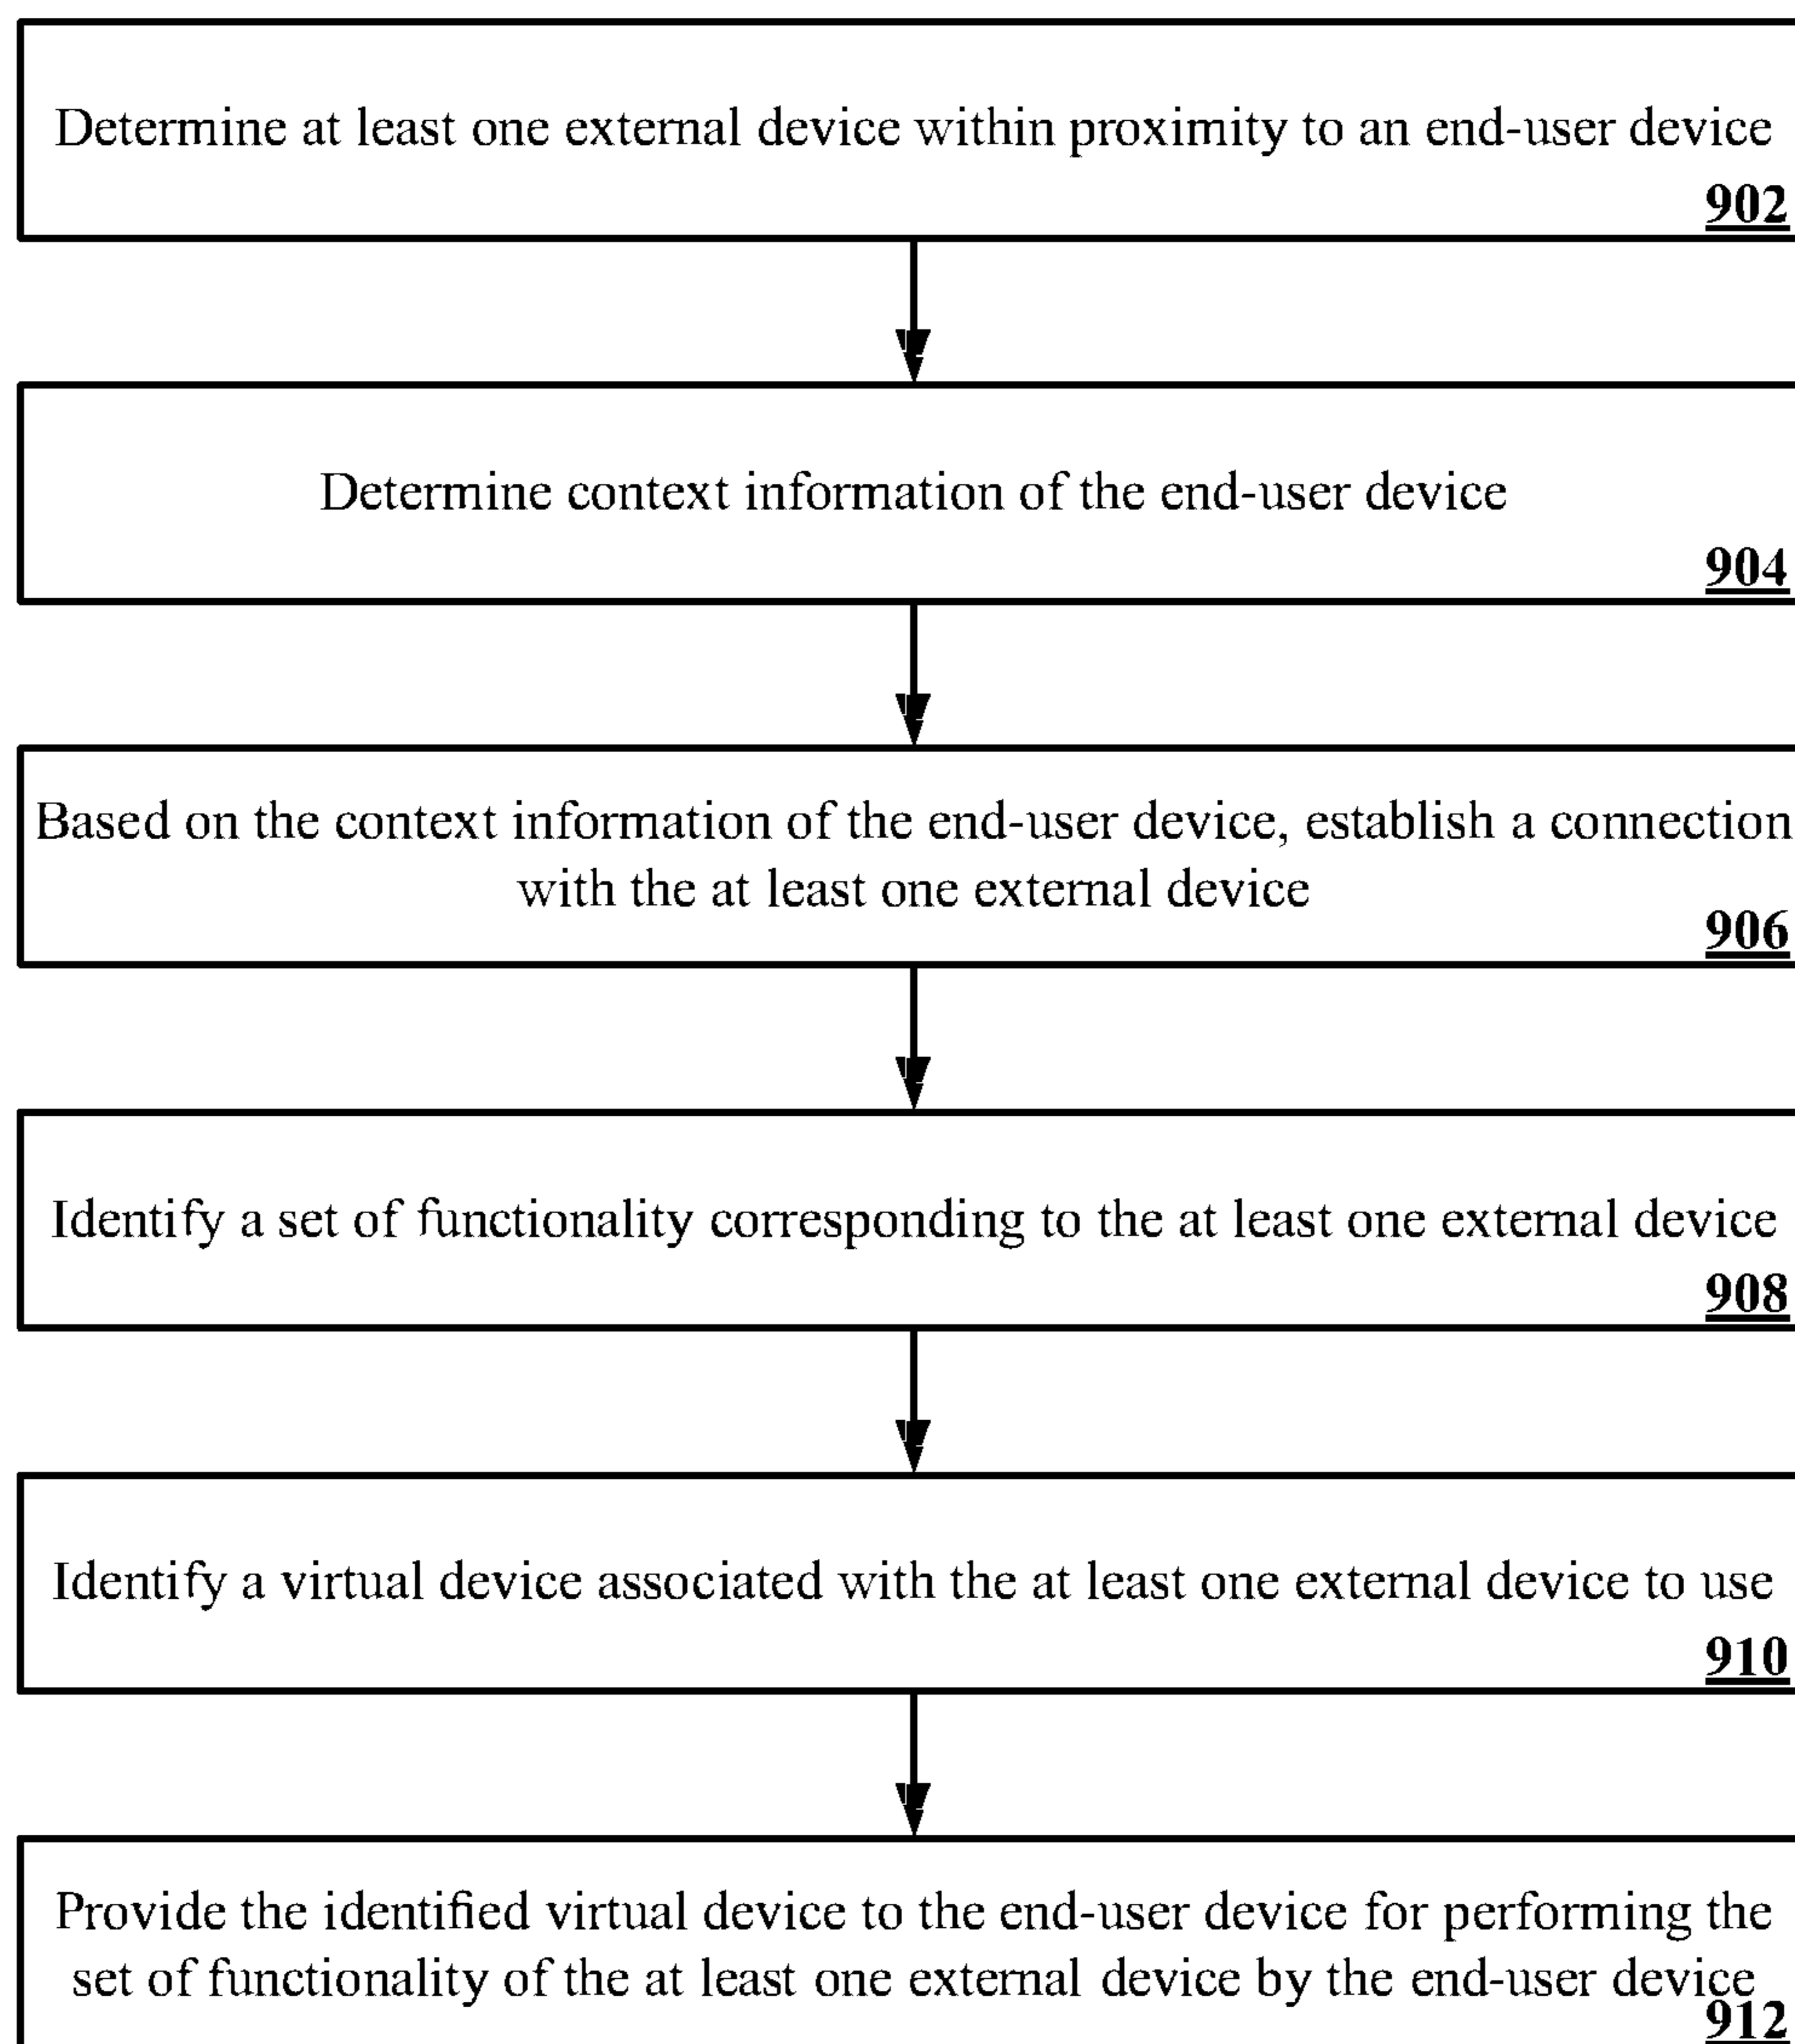 Determine at least one external device within proximity to an end-user device
902
Determine context information of the end-user device
904
Based on the context information of the end-user device, establish a connection
with the at least one external device
906
Identify a set of functionality corresponding to the at least one external device
908
Identify a virtual device associated with the at least one external device to use
910
Provide the identified virtual device to the end-user device for performing the
set of functionality of the at least one external device by the end-user device
912